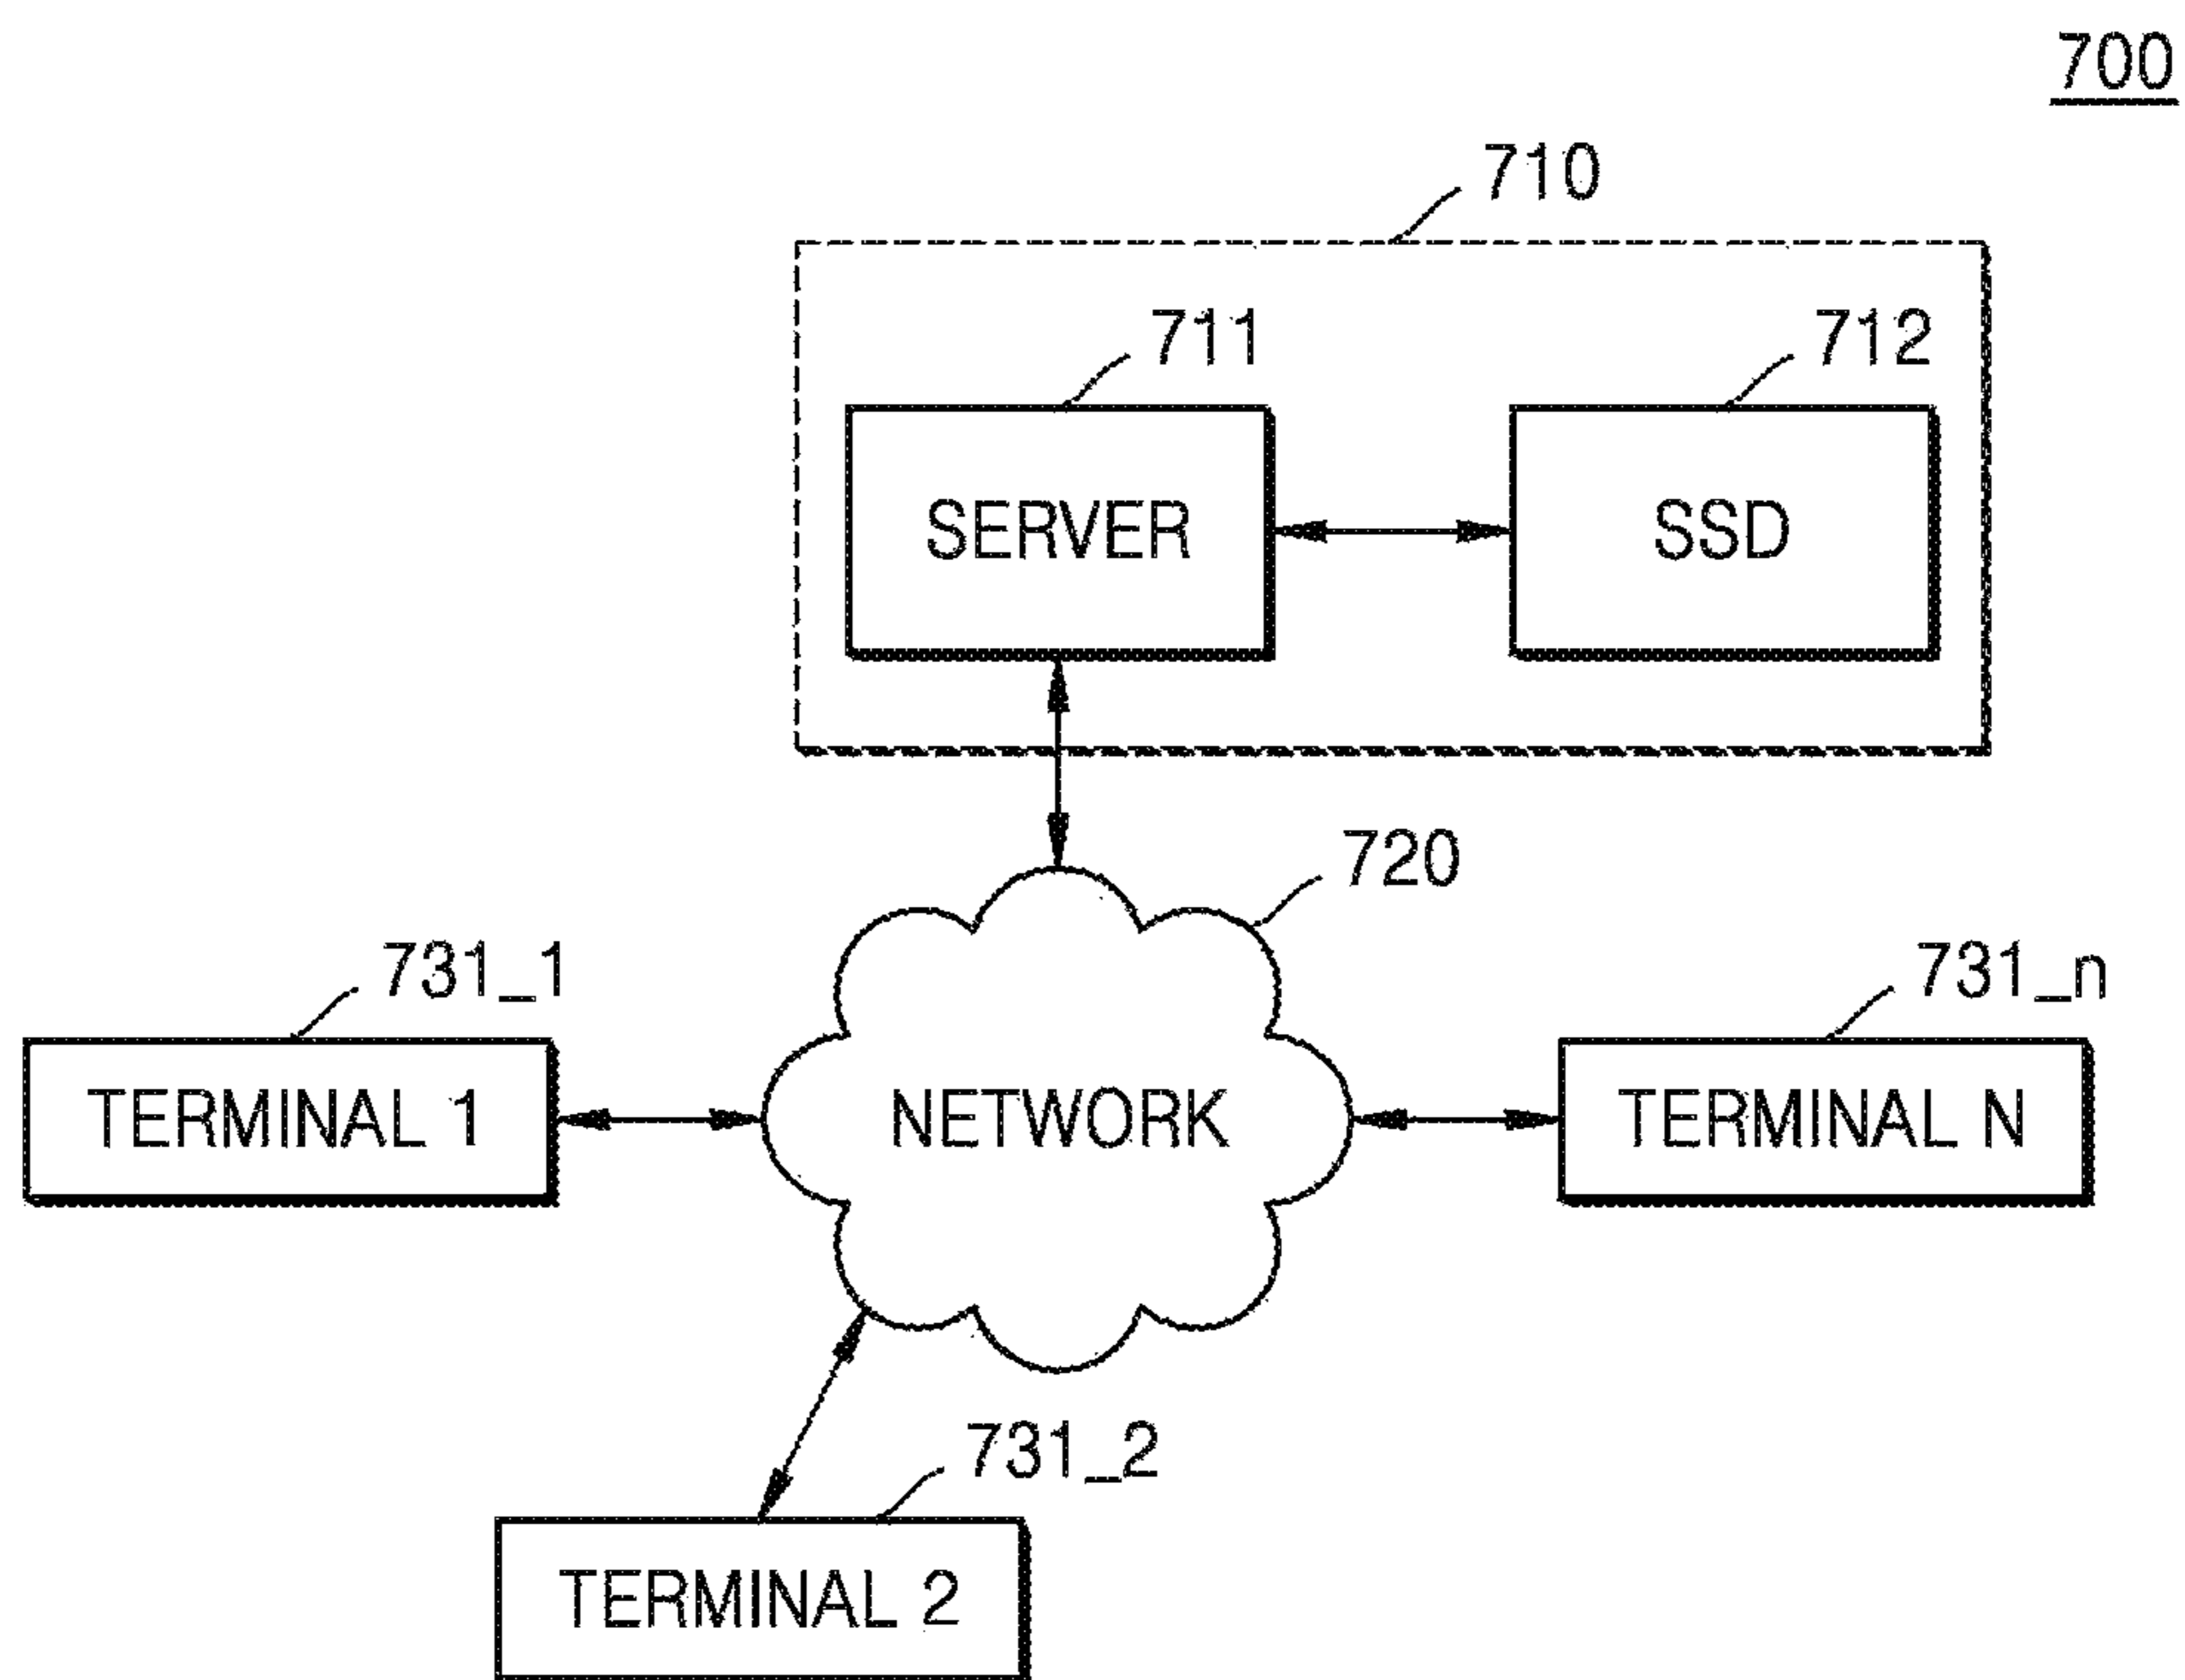 700
710
711
712
SERVER
SSD
720
731_1
731_n
TERMINAL 1
NETWORK
TERMINAL N
731_2
TERMINAL 2